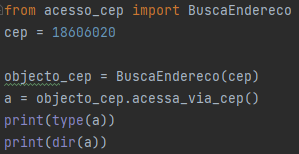 from acesso_cep import BuscaEndereco
cep = 18606020
objecto_cep = BuscaEndereco(cep)
a = objecto_cep.acessa_via_cep()
print(type(a))
print(dir(a))